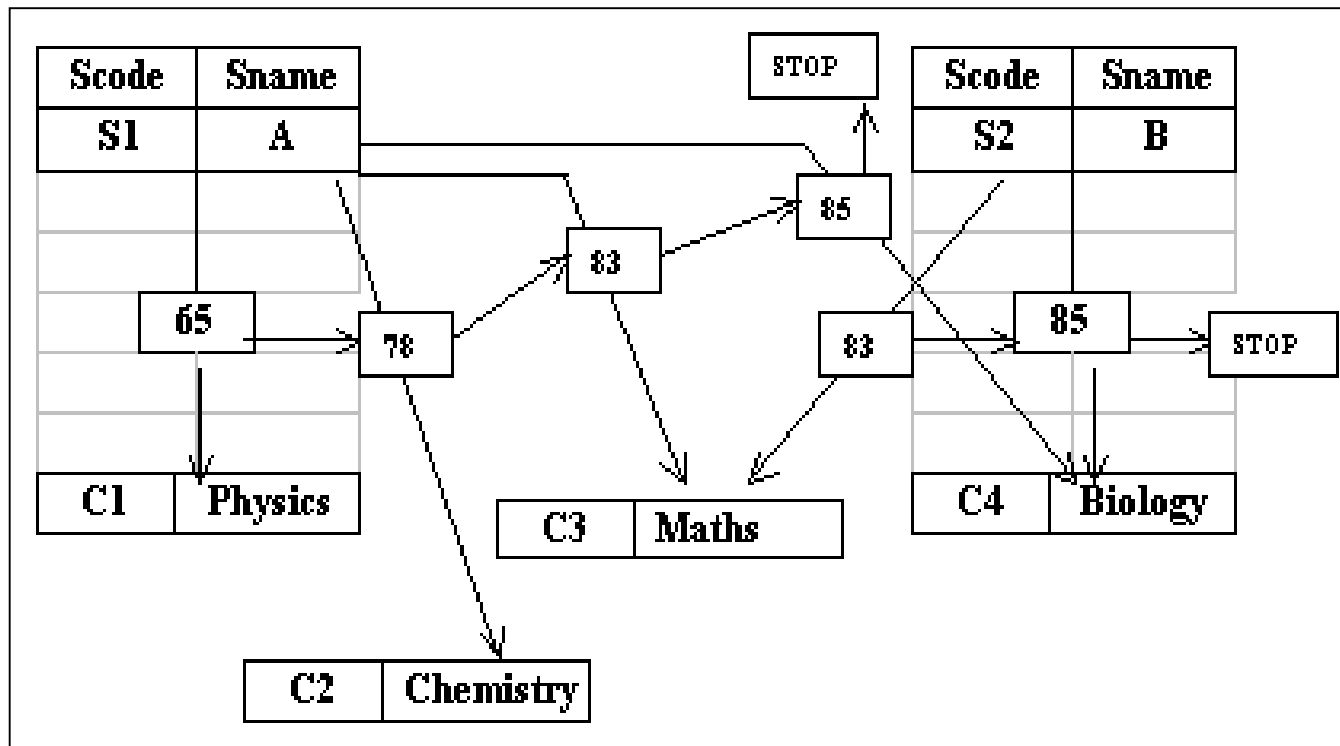 Scode Sname
S1 A
STOP
Scode Sname
S2 B
85
83
65
78
83
85
STOP
C1 Physics
C3 Maths
C4 Biology
C2 Chemistry